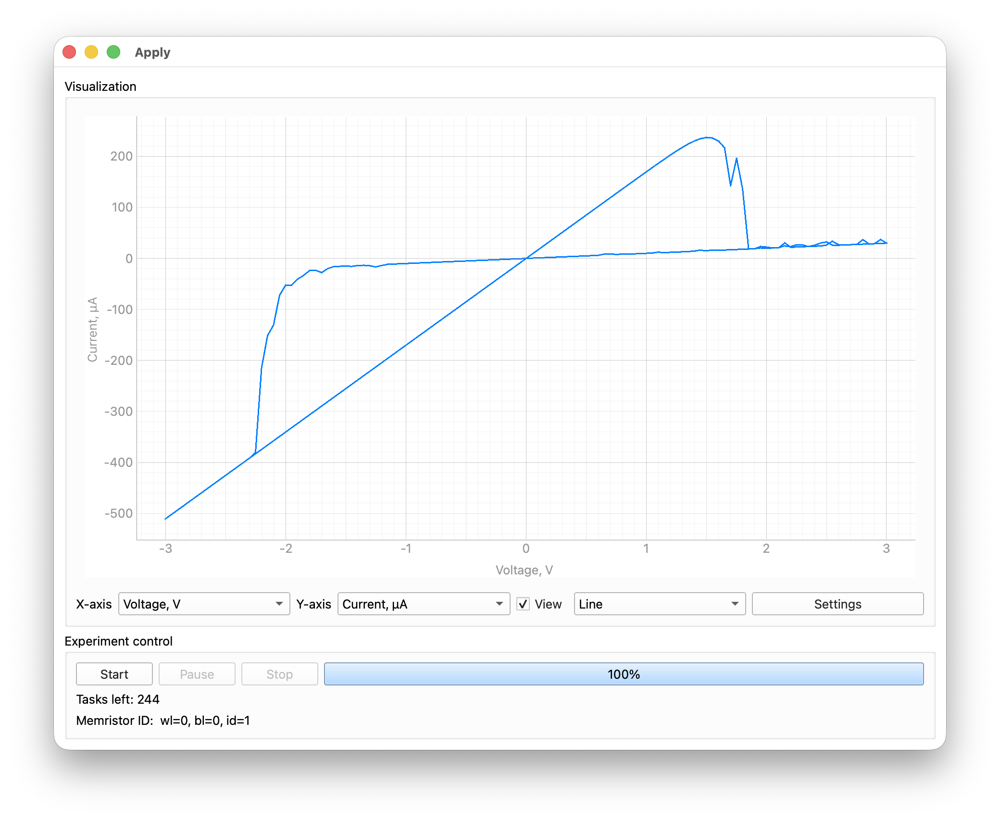 Apply
Visualization
200
100
0
-100
-200
-300
-400
-500
Current, µA
-3 -2 -1 0 1 2 3
Voltage, V
X-axis Voltage, V Y-axis Current, µA View Line Settings
Experiment control
Start Pause Stop 100%
Tasks left: 244
Memristor ID: wl=0, bl=0, id=1